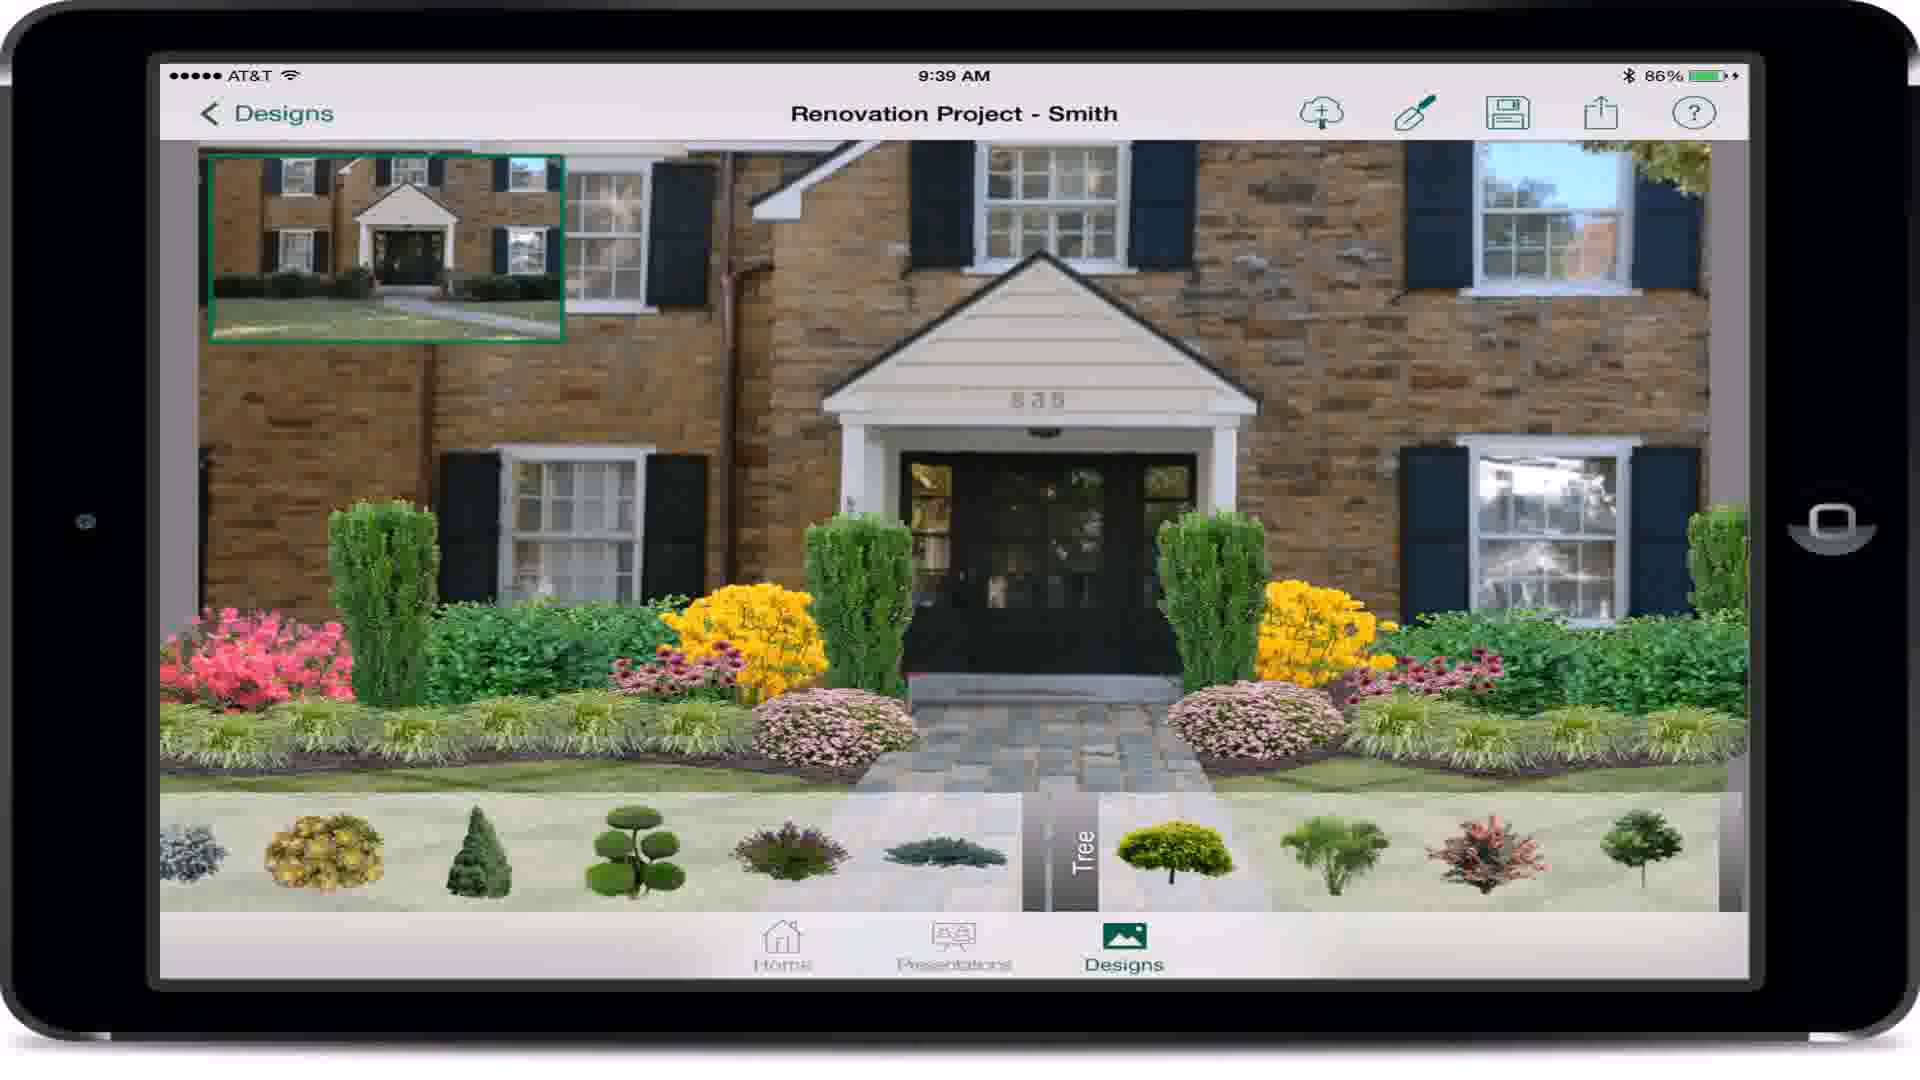 AT&T
9:39 AM
86%
Designs
Renovation Project - Smith
?
835
Tree
Home
Presentations
Designs